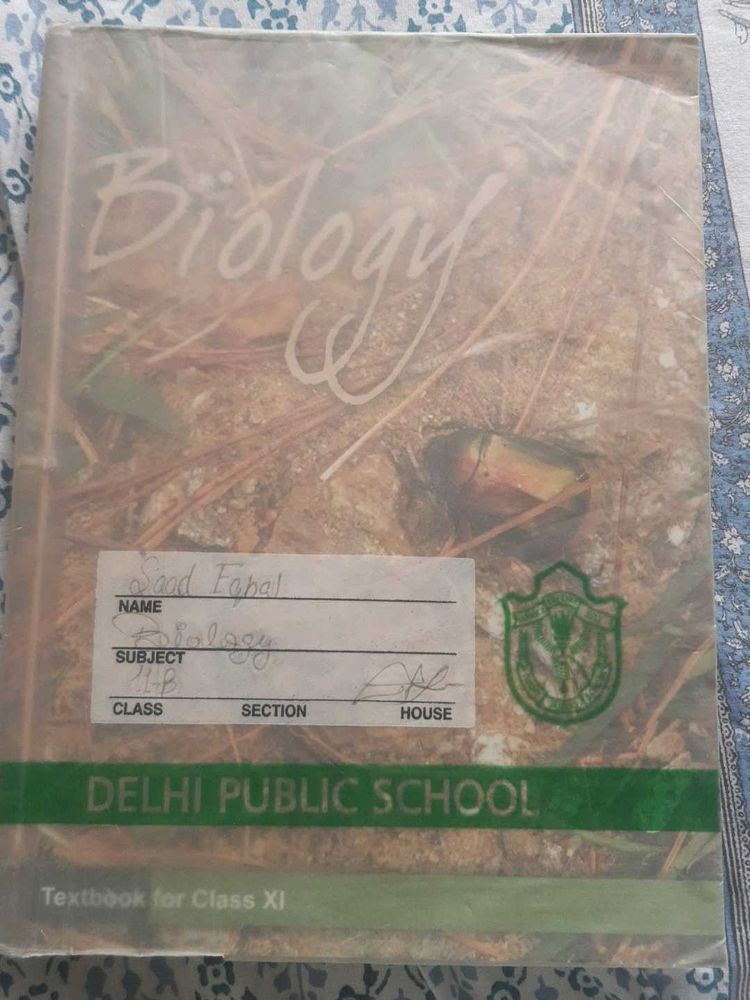 Biology
Saad Eqbal
NAME
Biology
SUBJECT
11-B
CLASS SECTION HOUSE
DELHI PUBLIC SCHOOL
Textbook for Class XI